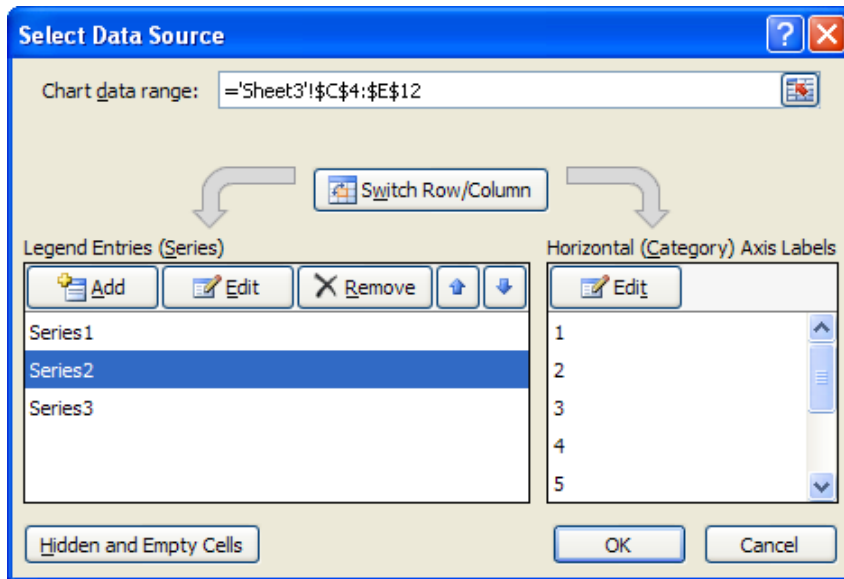 Select Data Source
Chart data range:
='Sheet3'!$C$4:$E$12
Switch Row/Column
Legend Entries (Series)
Add
Edit
Remove
Series1
Series2
Series3
Horizontal (Category) Axis Labels
Edit
1
2
3
4
5
Hidden and Empty Cells
OK
Cancel